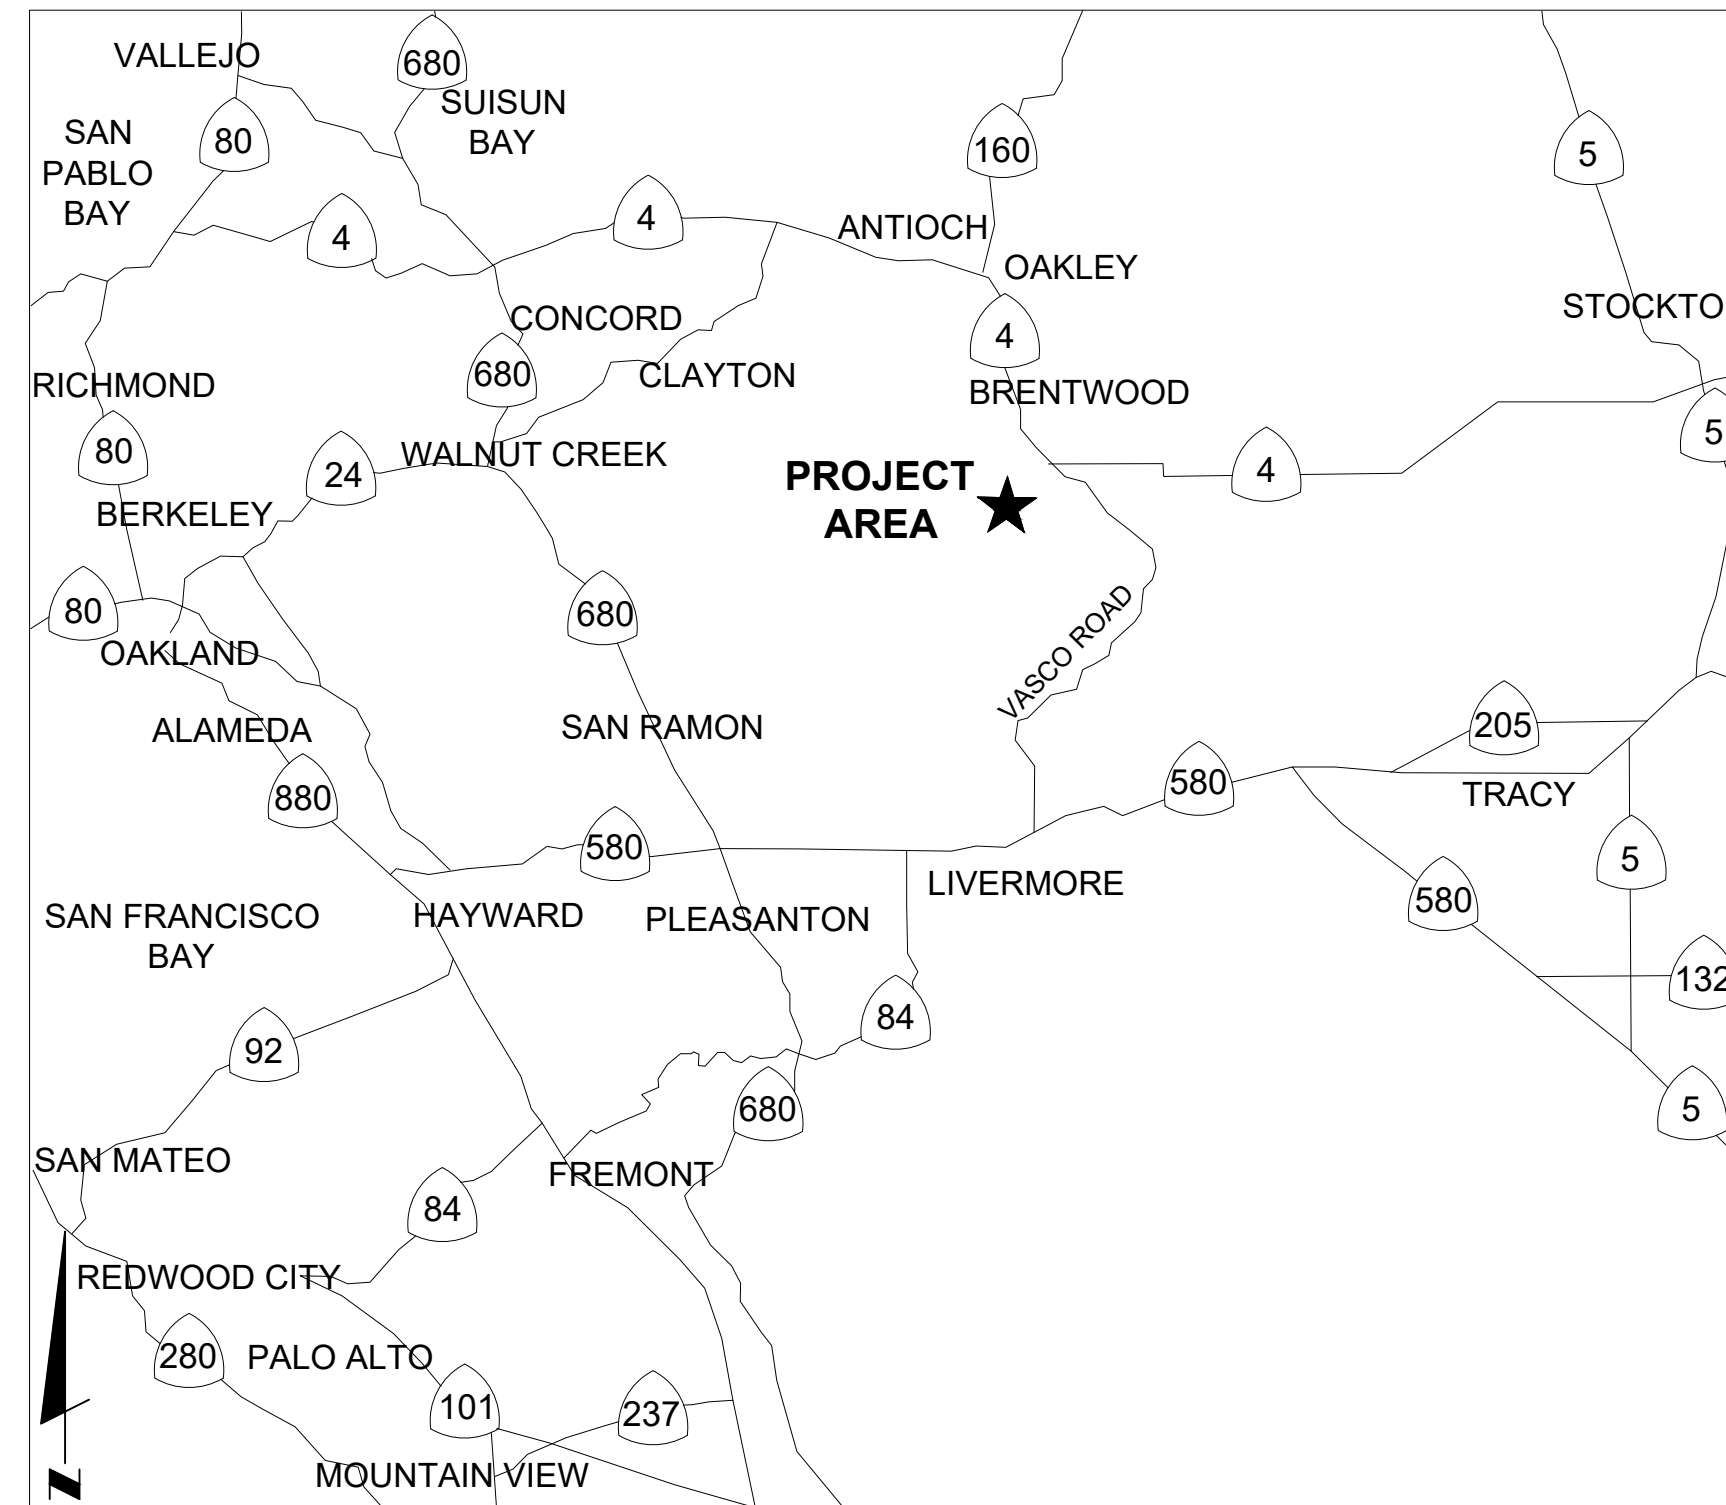 VALLEJO
680
SUISUN
BAY
80
SAN
PABLO
BAY
160
5
4
4
ANTIOCH
OAKLEY
STOCKTO
CONCORD
4
680
CLAYTON
RICHMOND
BRENTWOOD
80
24
WALNUT CREEK
5
PROJECT
AREA
4
BERKELEY
80
680
OAKLAND
VASCO ROAD
ALAMEDA
SAN RAMON
205
880
580
TRACY
580
5
LIVERMORE
SAN FRANCISCO
BAY
HAYWARD
PLEASANTON
580
132
92
84
680
5
SAN MATEO
FREMONT
84
REDWOOD CITY
280
PALO ALTO
101
237
MOUNTAIN VIEW
N